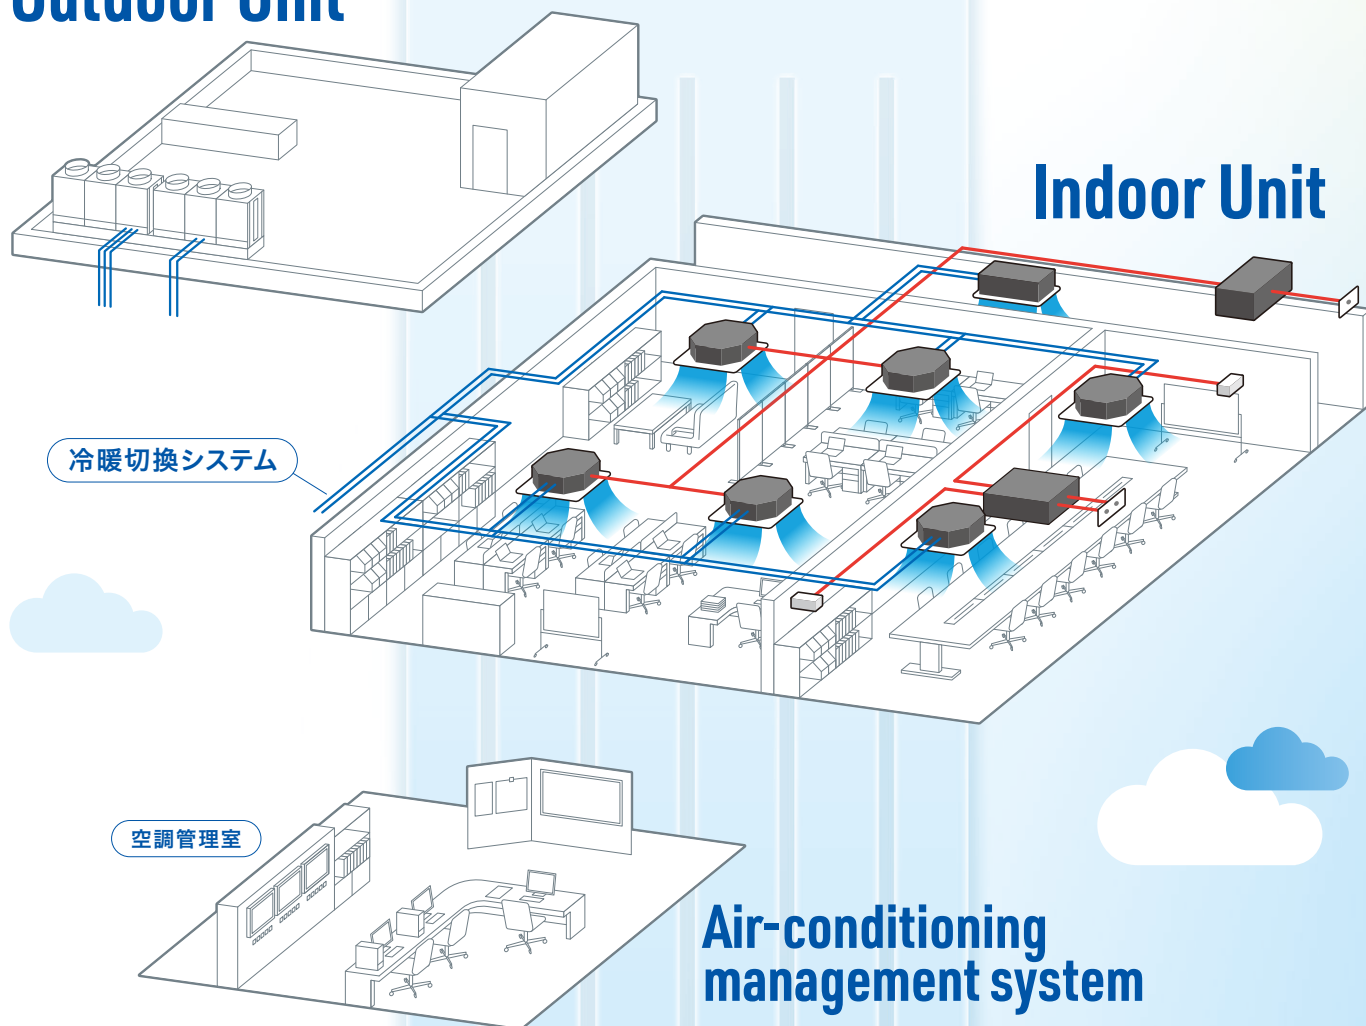 Outdoor Unit
Indoor Unit
冷暖切換システム
空調管理室
Air-conditioning
management system